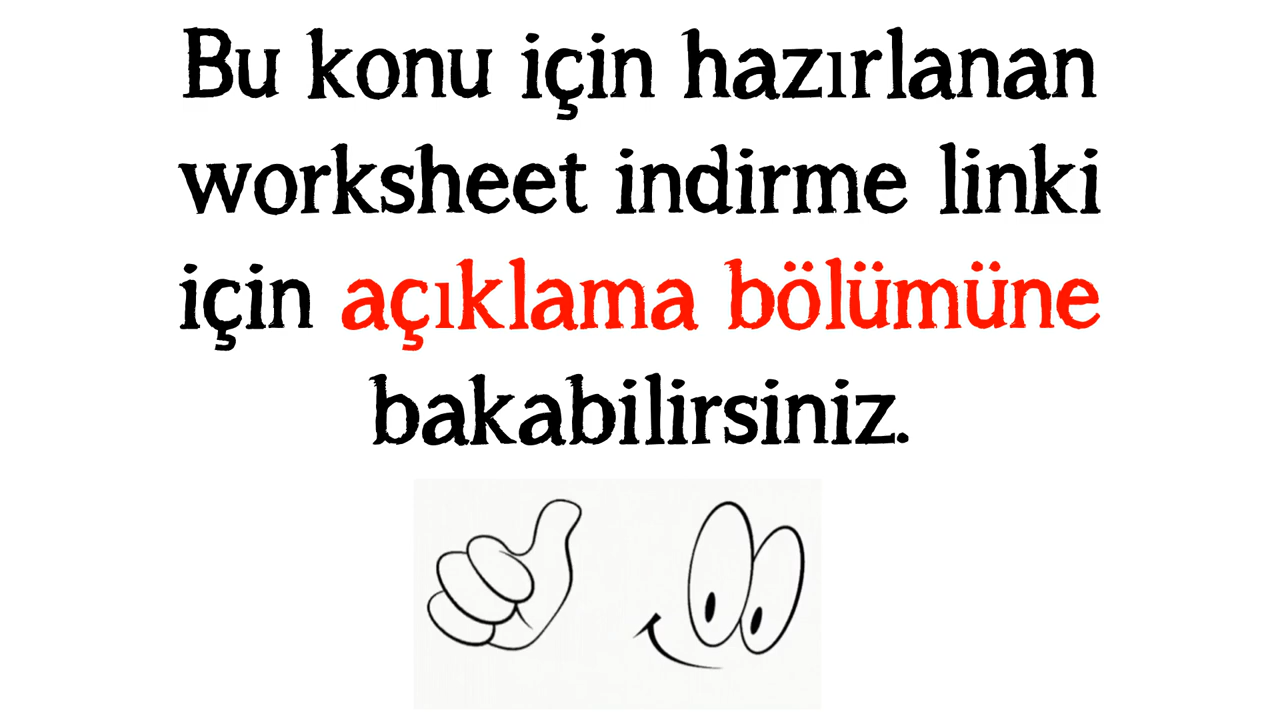 Bu konu için hazırlanan
worksheet indirme linki
için açıklama bölümüne
bakabilirsiniz.